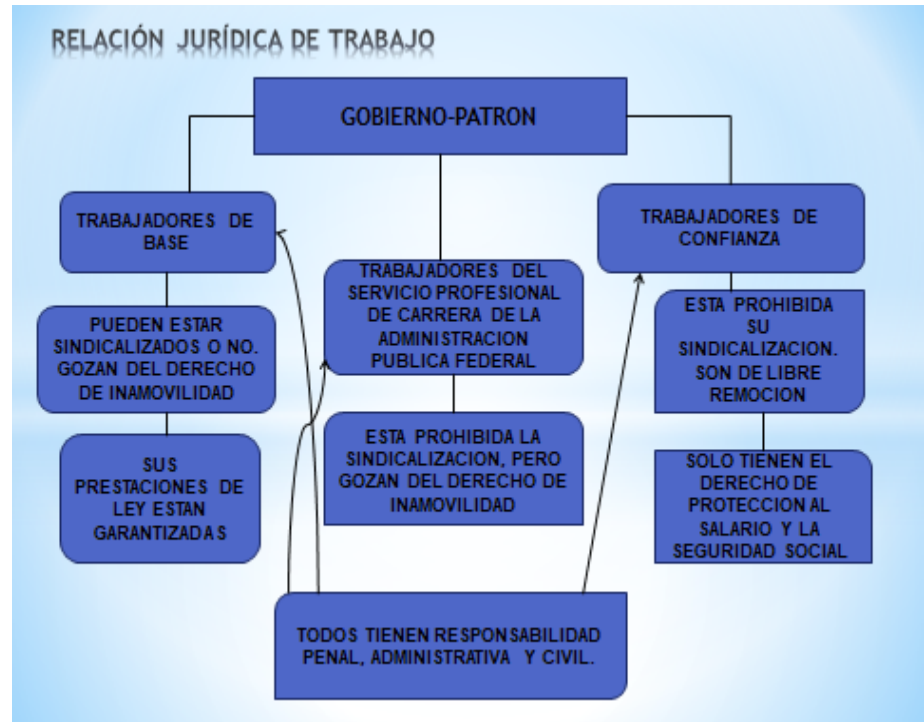 RELACIÓN JURÍDICA DE TRABAJO
GOBIERNO-PATRON
TRABAJADORES DE
BASE
PUEDEN ESTAR
SINDICALIZADOS O NO.
GOZAN DEL DERECHO
DE INAMOVILIDAD
SUS
PRESTACIONES DE
LEY ESTAN
GARANTIZADAS
TRABAJADORES DEL
SERVICIO PROFESIONAL
DE CARRERA DE LA
ADMINISTRACION
PUBLICA FEDERAL
ESTA PROHIBIDA LA
SINDICALIZACION, PERO
GOZAN DEL DERECHO DE
INAMOVILIDAD
TRABAJADORES DE
CONFIANZA
ESTA PROHIBIDA
SU
SINDICALIZACION.
SON DE LIBRE
REMOCION
SOLO TIENEN EL
DERECHO DE
PROTECCION AL
SALARIO Y LA
SEGURIDAD SOCIAL
TODOS TIENEN RESPONSABILIDAD
PENAL, ADMINISTRATIVA Y CIVIL.